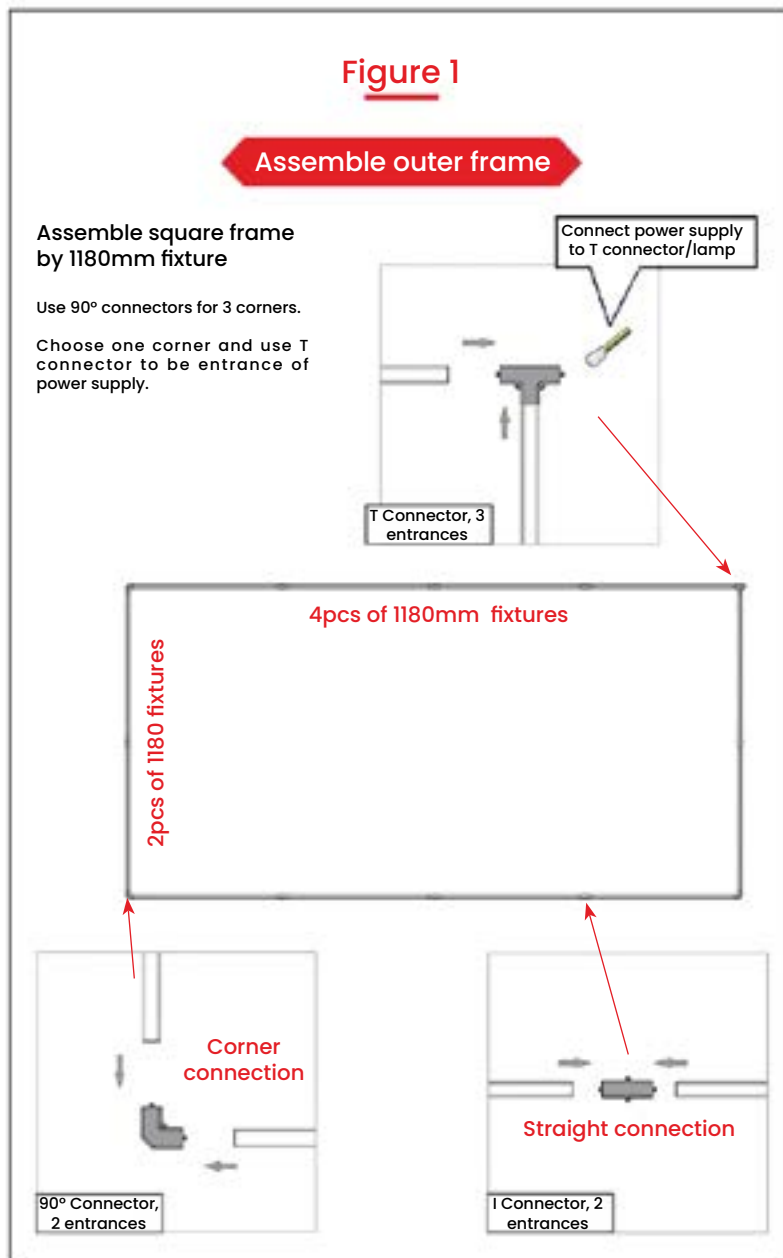 Figure 1
Assemble outer frame
Assemble square frame
by 1180mm fixture
Use 90° connectors for 3 corners.
Choose one corner and use T
connector to be entrance of
power supply.
Connect power supply
to T connector/lamp
T Connector, 3
entrances
4pcs of 1180mm fixtures
2pcs of 1180 fixtures
Corner
connection
90° Connector,
2 entrances
Straight connection
I Connector, 2
entrances